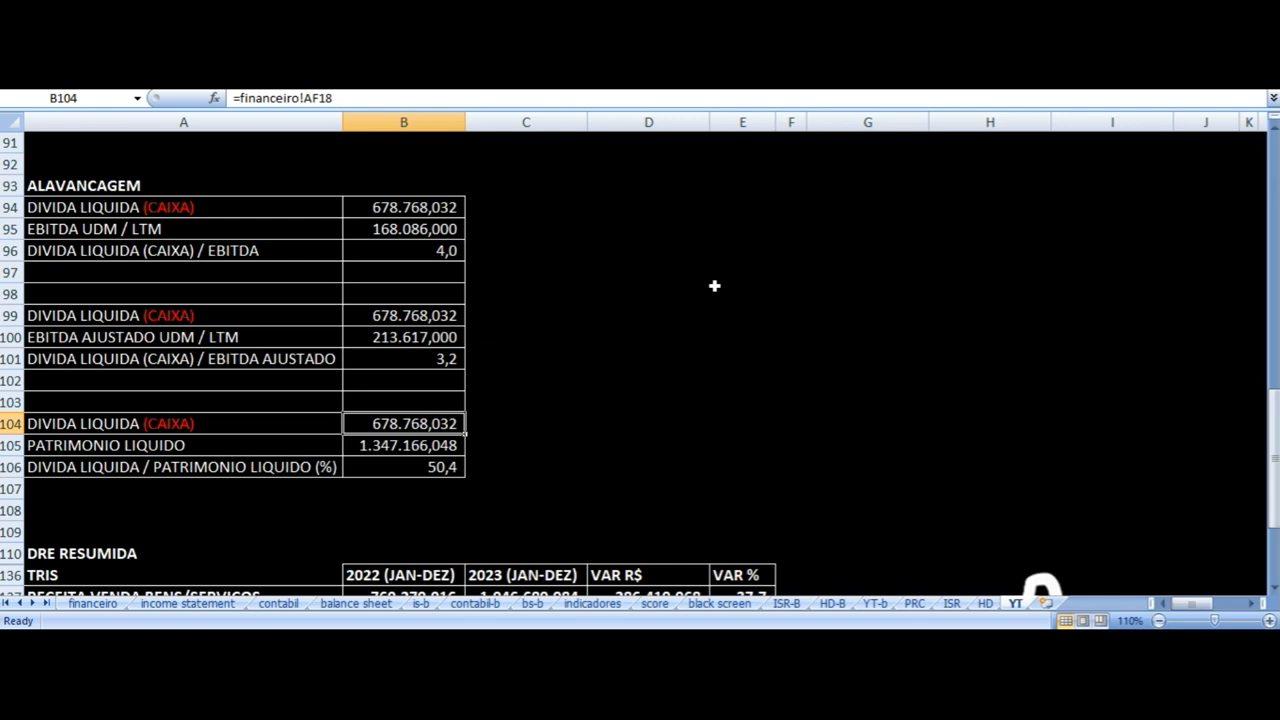 B104 fx =financeiro!AF18
A B C D E F G H I J K
91
92
93 ALAVANCAGEM
94 DIVIDA LIQUIDA (CAIXA) 678.768,032
95 EBITDA UDM / LTM 168.086,000
96 DIVIDA LIQUIDA (CAIXA) / EBITDA 4,0
97
98
99 DIVIDA LIQUIDA (CAIXA) 678.768,032
100 EBITDA AJUSTADO UDM / LTM 213.617,000
101 DIVIDA LIQUIDA (CAIXA) / EBITDA AJUSTADO 3,2
102
103
104 DIVIDA LIQUIDA (CAIXA) 678.768,032
105 PATRIMONIO LIQUIDO 1.347.166,048
106 DIVIDA LIQUIDA / PATRIMONIO LIQUIDO (%) 50,4
107
108
109
110 DRE RESUMIDA
136 TRIS 2022 (JAN-DEZ) 2023 (JAN-DEZ) VAR R$ VAR %
financeiro income statement contabil balance sheet is-b contabil-b bs-b indicadores score black screen ISR-B HD-B YT-b PRC ISR HD YT
Ready 110%